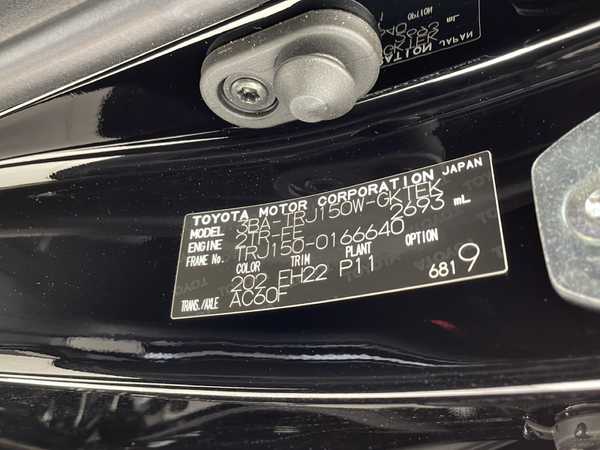 TOYOTA MOTOR CORPORATION JAPAN
MODEL 3BA-TRJ150W-GKTEK
ENGINE 2TR-FE 2693 mL
FRAME No. TRJ150-0166640
COLOR TRIM PLANT OPTION
202 EH22 P11
TRANS./AXLE AC60F 6819